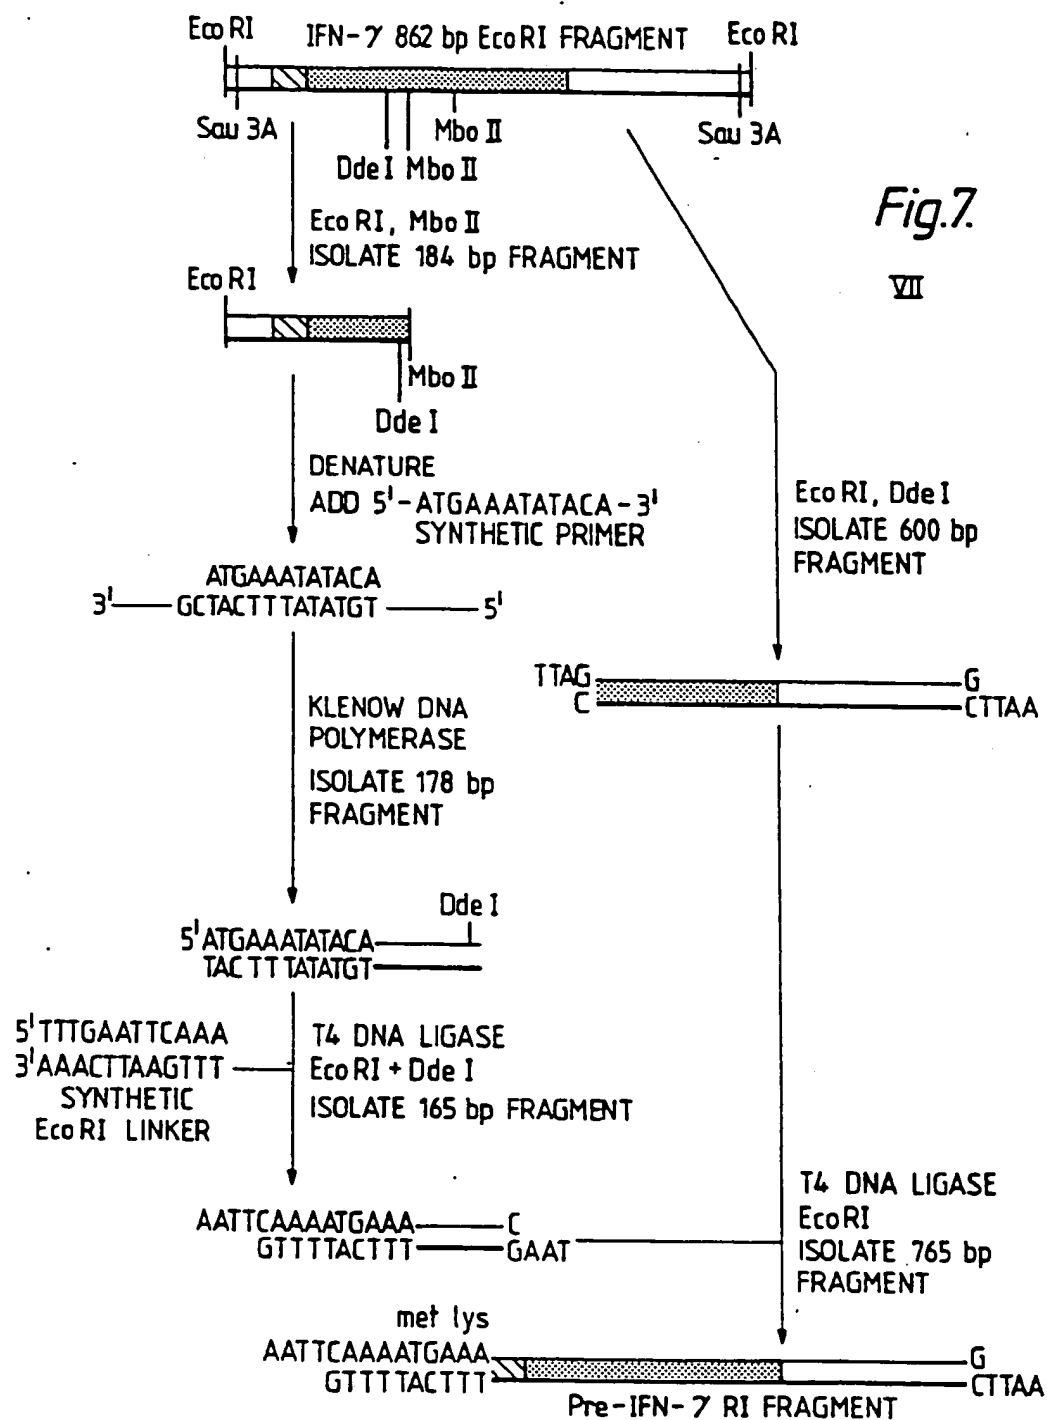 Eco RI
IFN-γ 862 bp EcoRI FRAGMENT
Eco RI
Sau 3A
Mbo II
Sau 3A
Dde I Mbo II
Fig.7.
VII
Eco RI, Mbo II
ISOLATE 184 bp FRAGMENT
Eco RI
Mbo II
Dde I
DENATURE
ADD 5'-ATGAAATATACA-3'
SYNTHETIC PRIMER
Eco RI, Dde I
ISOLATE 600 bp
FRAGMENT
ATGAAATATACA
3'—GCTACTTTATATGT—5'
TTAG G
C CTTAA
KLENOW DNA
POLYMERASE
ISOLATE 178 bp
FRAGMENT
Dde I
5'ATGAAATATACA
TACTTTATATGT
5'TTTGAATTCAAA
3'AAACTTAAGTTT
SYNTHETIC
Eco RI LINKER
T4 DNA LIGASE
Eco RI + Dde I
ISOLATE 165 bp FRAGMENT
T4 DNA LIGASE
EcoRI
ISOLATE 765 bp
FRAGMENT
AATTCAAAATGAAA—C
GTTTTACTTT—GAAT
met lys
AATTCAAAATGAAA G
GTTTTACTTT CTTAA
Pre-IFN-γ RI FRAGMENT